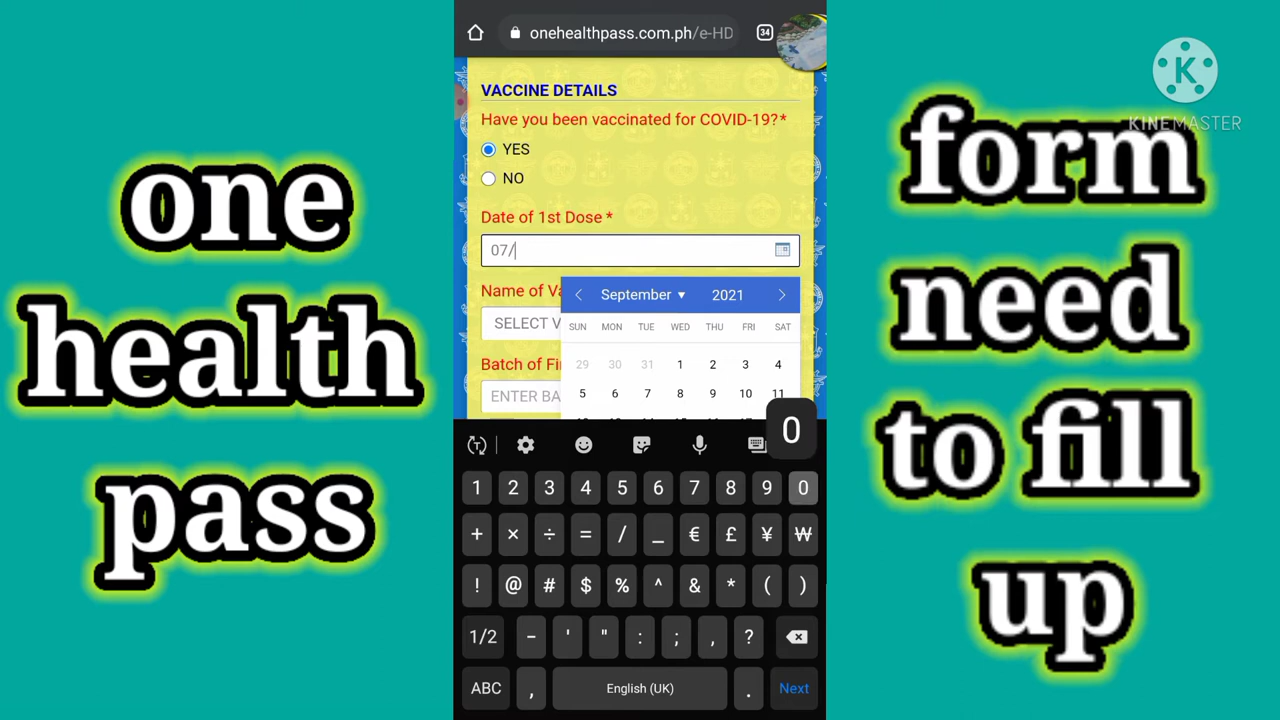 one
health
pass
onehealthpass.com.ph/e-HD
34
VACCINE DETAILS
Have you been vaccinated for COVID-19?*
YES
NO
Date of 1st Dose *
07/
Name of Va
SELECT V
Batch of Fi
ENTER BA
September ▾ 2021
SUN MON TUE WED THU FRI SAT
29 30 31 1 2 3 4
5 6 7 8 9 10 11
0
1 2 3 4 5 6 7 8 9 0
+ × ÷ = / _ € £ ¥ ₩
! @ # $ % ^ & * ( )
1/2 - ' " : ; , ?
ABC , English (UK) . Next
K
KINEMASTER
form
need
to fill
up